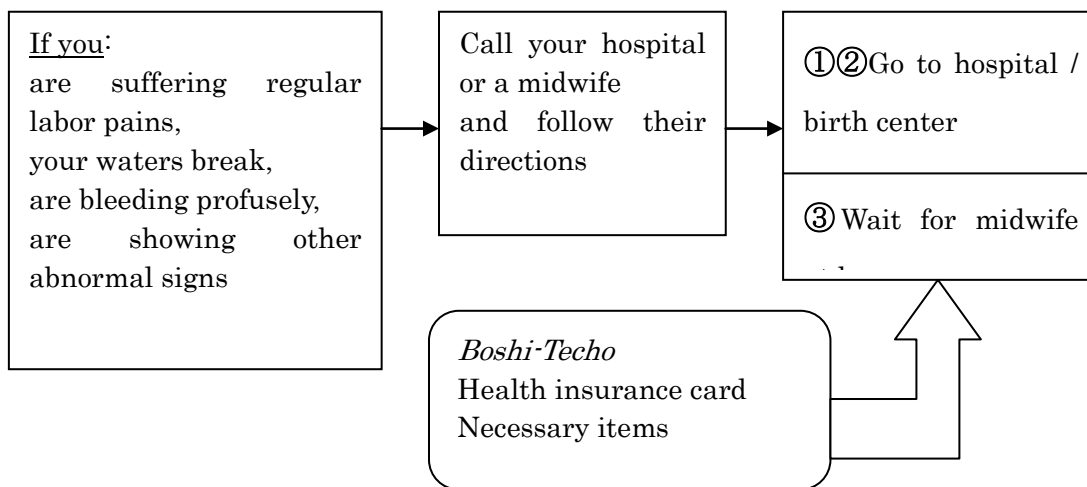 If you:
are suffering regular
labor pains,
your waters break,
are bleeding profusely,
are showing other
abnormal signs
Call your hospital
or a midwife
and follow their
directions
①②Go to hospital /
birth center
③Wait for midwife
Boshi-Techo
Health insurance card
Necessary items